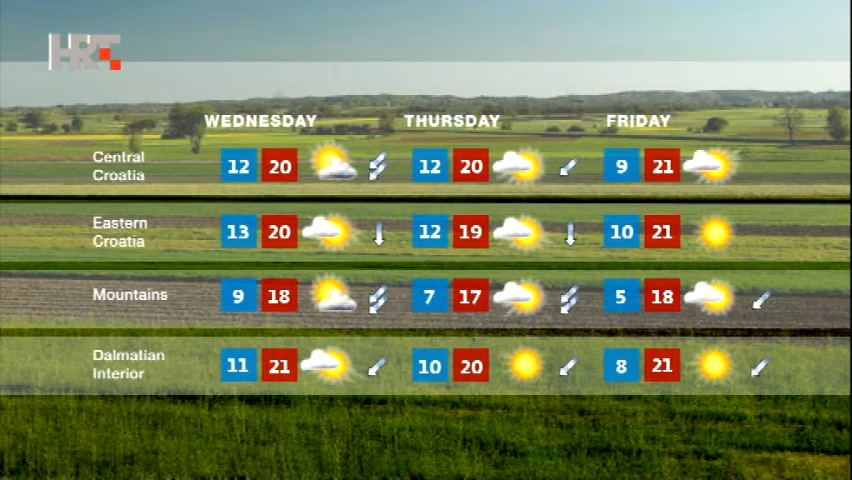 HRT
WEDNESDAY THURSDAY FRIDAY
Central
Croatia
12 20 12 20 9 21
Eastern
Croatia
13 20 12 19 10 21
Mountains
9 18 7 17 5 18
Dalmatian
Interior
11 21 10 20 8 21